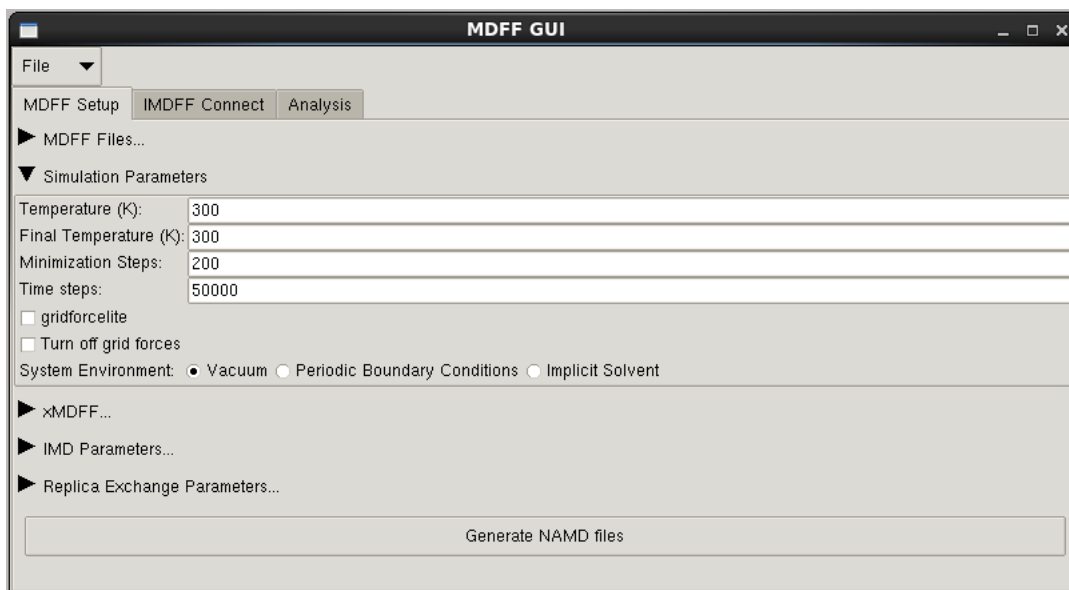 MDFF GUI
File
MDFF Setup IMDFF Connect Analysis
MDFF Files...
Simulation Parameters
Temperature (K): 300
Final Temperature (K): 300
Minimization Steps: 200
Time steps: 50000
gridforcelite
Turn off grid forces
System Environment: Vacuum Periodic Boundary Conditions Implicit Solvent
xMDFF...
IMD Parameters...
Replica Exchange Parameters...
Generate NAMD files